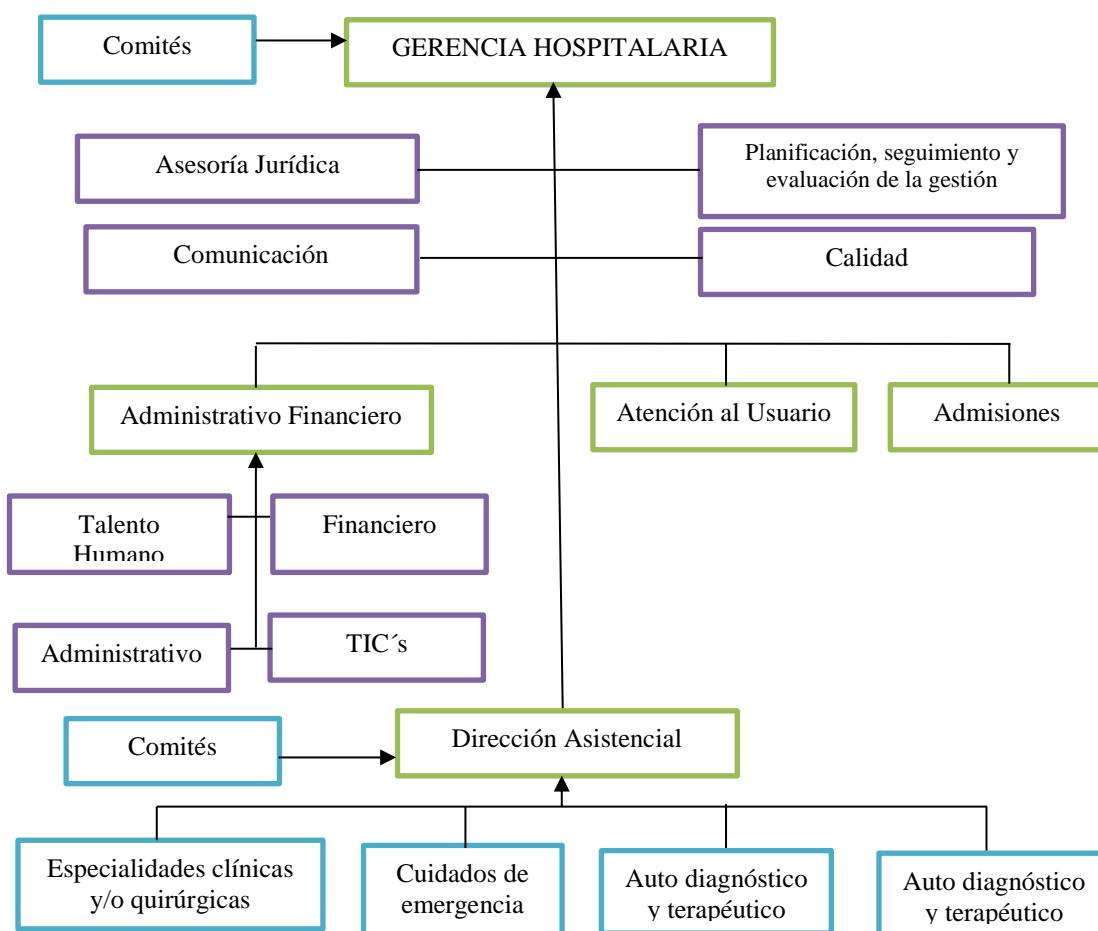 Comités
GERENCIA HOSPITALARIA
Asesoría Jurídica
Planificación, seguimiento y
evaluación de la gestión
Comunicación
Calidad
Administrativo Financiero
Atención al Usuario
Admisiones
Talento
Humano
Financiero
Administrativo
TIC´s
Dirección Asistencial
Comités
Especialidades clínicas
y/o quirúrgicas
Cuidados de
emergencia
Auto diagnóstico
y terapéutico
Auto diagnóstico
y terapéutico